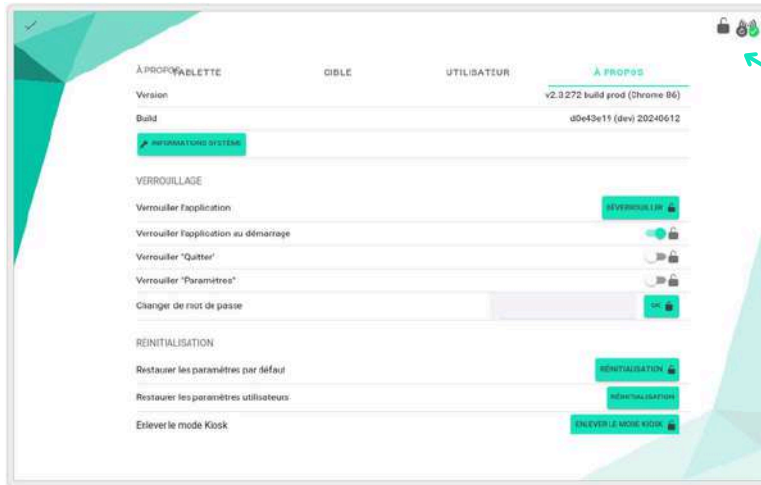 À PROPOS TABLETTE CIBLE UTILISATEUR À PROPOS
Version v2.3.272 build prod (Chrome 86)
Build d0e43e19 (dev) 20240612
INFORMATIONS SYSTÈME
VERROUILLAGE
Verrouiller l'application DÉVERROUILLER
Verrouiller l'application au démarrage
Verrouiller "Quitter"
Verrouiller "Paramètres"
Changer de mot de passe OK
RÉINITIALISATION
Restaurer les paramètres par défaut RÉINITIALISATION
Restaurer les paramètres utilisateurs RÉINITIALISATION
Enlever le mode Kiosk ENLEVER LE MODE KIOSK